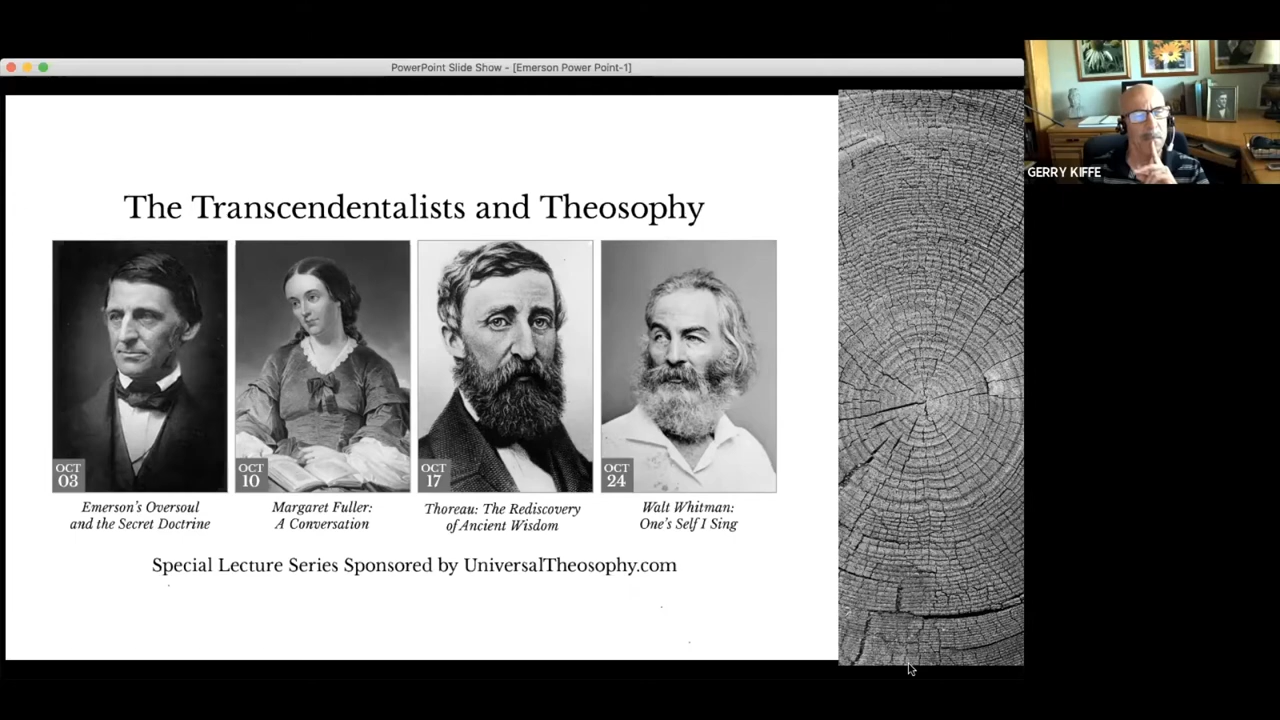 PowerPoint Slide Show - [Emerson Power Point-1]
GERRY KIFFE
The Transcendentalists and Theosophy
OCT
03
Emerson's Oversoul
and the Secret Doctrine
OCT
10
Margaret Fuller:
A Conversation
OCT
17
Thoreau: The Rediscovery
of Ancient Wisdom
OCT
24
Walt Whitman:
One's Self I Sing
Special Lecture Series Sponsored by UniversalTheosophy.com